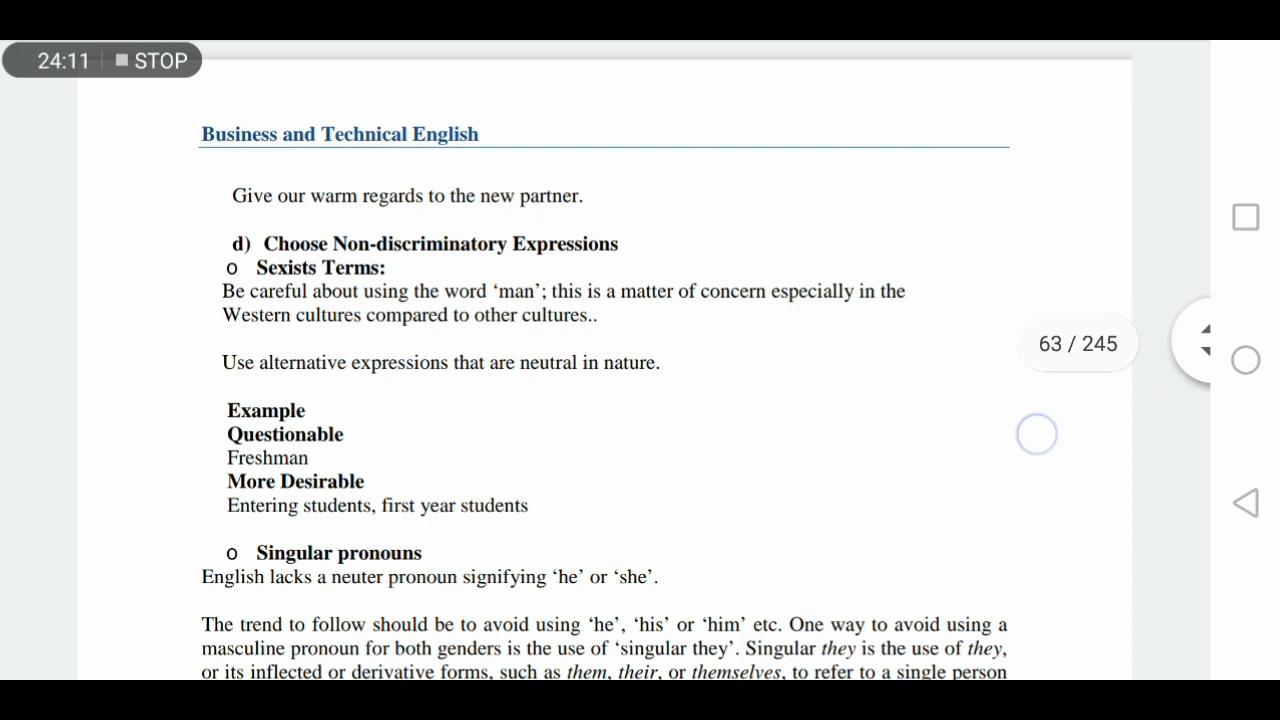 24:11 STOP
Business and Technical English
Give our warm regards to the new partner.
d) Choose Non-discriminatory Expressions
o Sexists Terms:
Be careful about using the word ‘man’; this is a matter of concern especially in the
Western cultures compared to other cultures..
63 / 245
Use alternative expressions that are neutral in nature.
Example
Questionable
Freshman
More Desirable
Entering students, first year students
o Singular pronouns
English lacks a neuter pronoun signifying ‘he’ or ‘she’.
The trend to follow should be to avoid using ‘he’, ‘his’ or ‘him’ etc. One way to avoid using a
masculine pronoun for both genders is the use of ‘singular they’. Singular they is the use of they,
or its inflected or derivative forms, such as them, their, or themselves, to refer to a single person